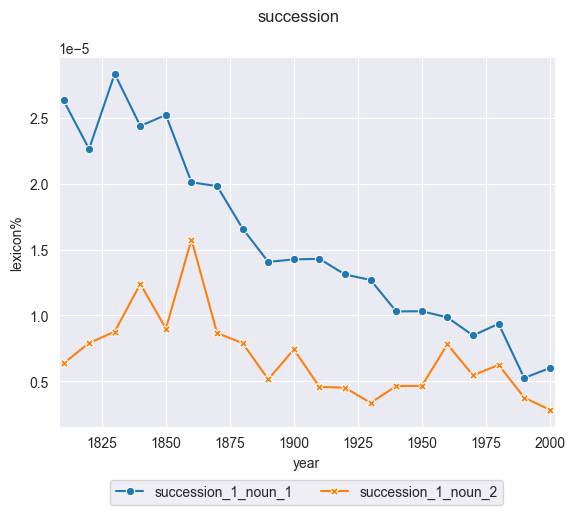 succession
1e−5
2.5
2.0
1.5
1.0
0.5
lexicon%
1825 1850 1875 1900 1925 1950 1975 2000
year
succession_1_noun_1 succession_1_noun_2